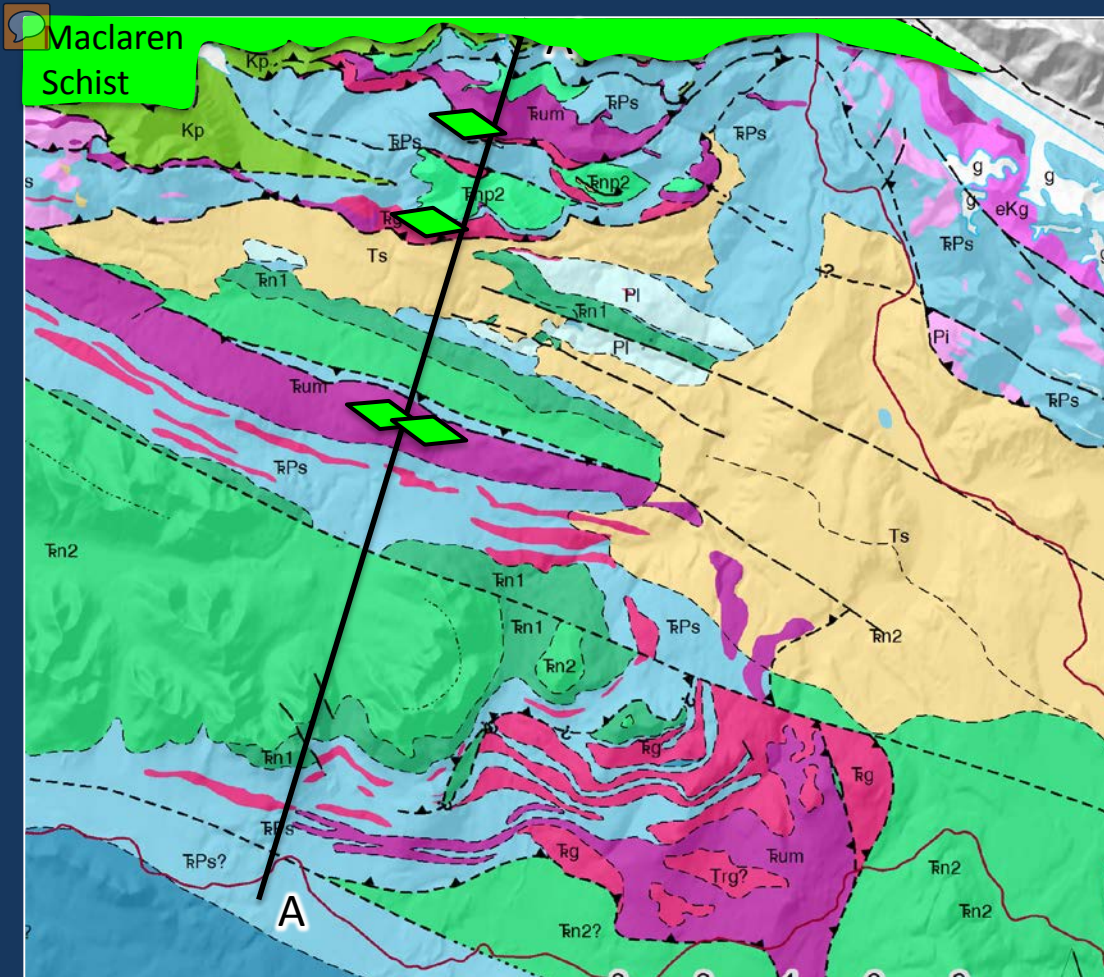 Maclaren
Schist
Kp
A'
TRum
TRPs
TRPs
TRPs
Kp
g
g
g
TRnp2
TRnp2
s
eKg
TRg
TRPs
Ts
?
TRn1
Pl
TRn1
Pi
Pl
TRum
TRPs
TRPs
Ts
TRn2
TRn1
TRn1
TRPs
TRn2
TRn2
?
TRg
TRn1
TRg
TRPs
TRg
TRum
TRPs?
Trg?
TRn2
A
TRn2
TRn2?
?